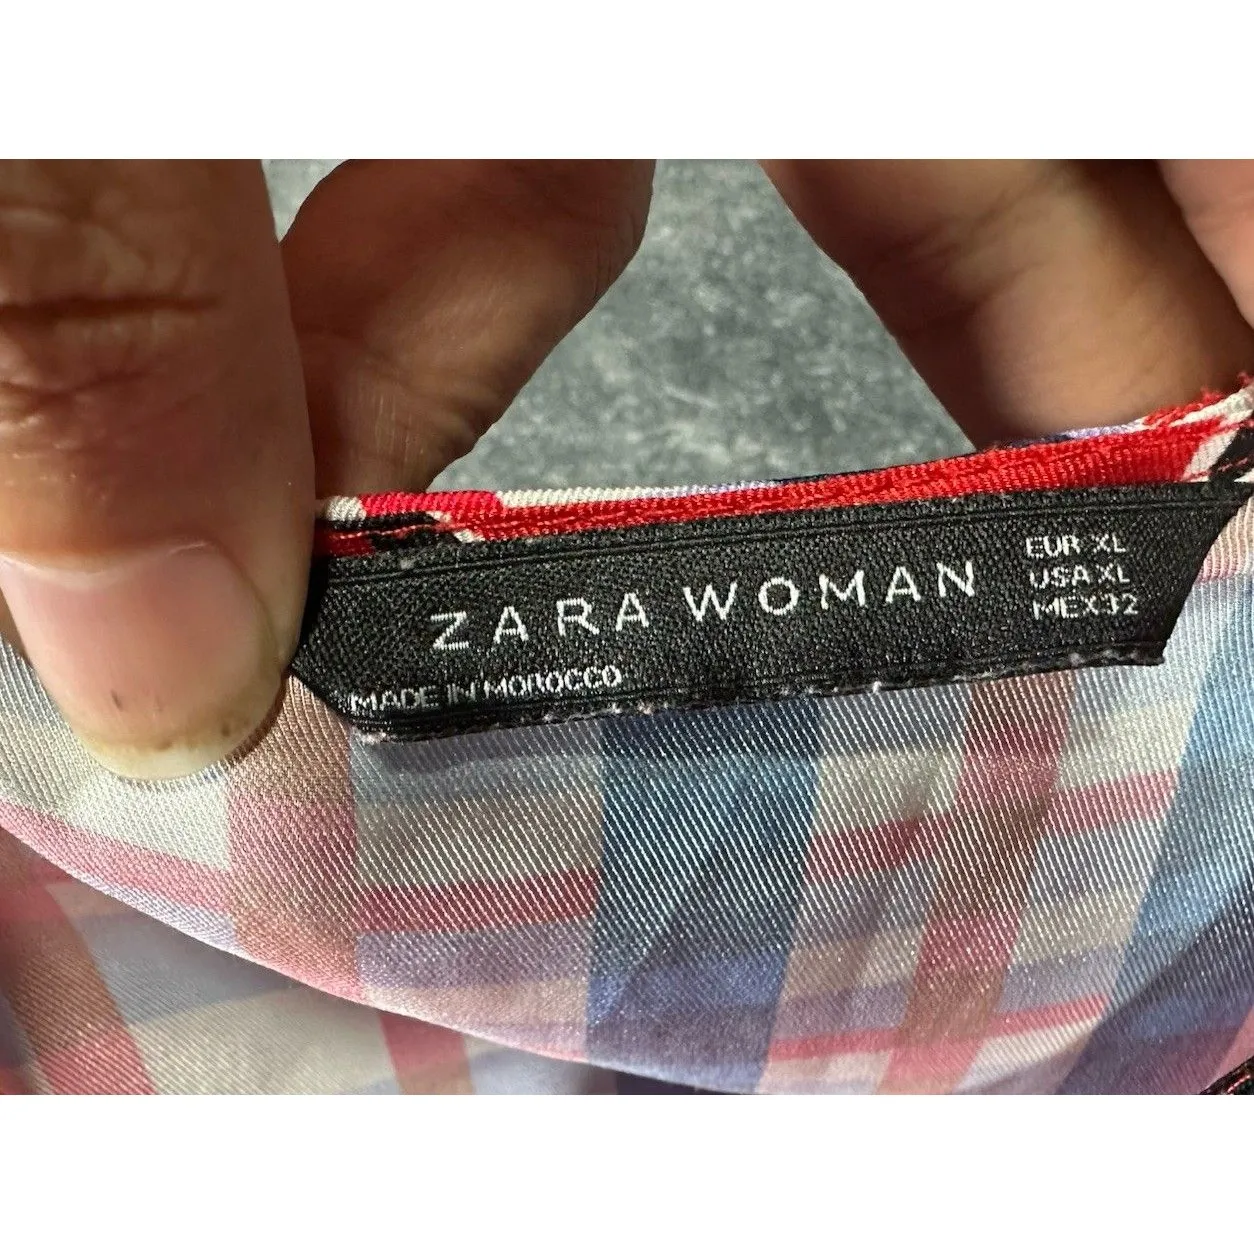 ZARA WOMAN
EUR XL
USA XL
MEX 32
MADE IN MOROCCO